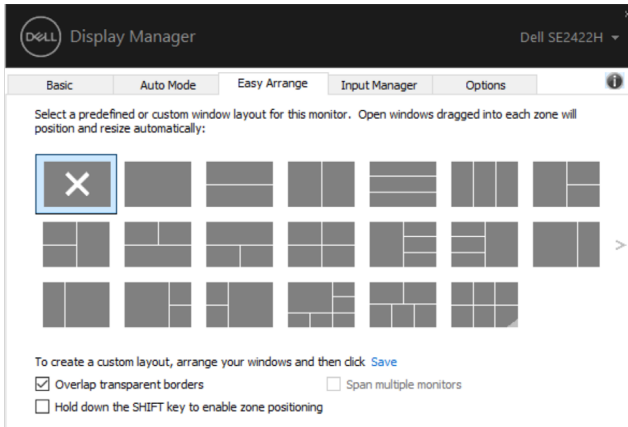 DELL Display Manager
Dell SE2422H
Basic Auto Mode Easy Arrange Input Manager Options
Select a predefined or custom window layout for this monitor. Open windows dragged into each zone will
position and resize automatically:
To create a custom layout, arrange your windows and then click Save
Overlap transparent borders
Span multiple monitors
Hold down the SHIFT key to enable zone positioning